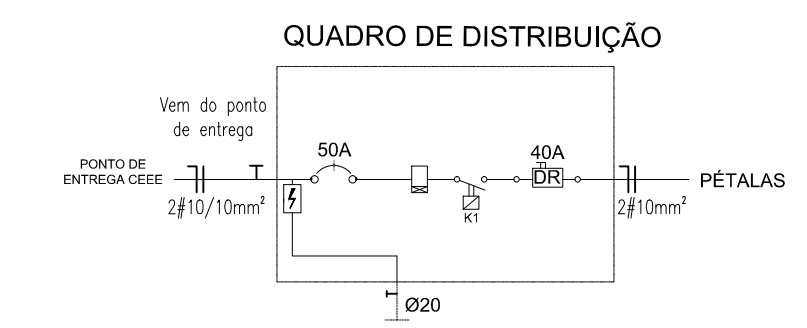 QUADRO DE DISTRIBUIÇÃO
Vem do ponto
de entrega
PONTO DE
ENTREGA CEEE
2#10/10mm²
50A
K1
40A
DR
2#10mm²
PÉTALAS
Ø20